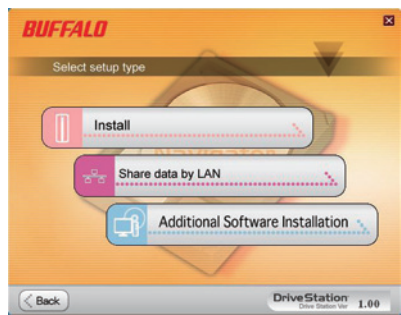 BUFFALO
Select setup type
Install
Navigator
Share data by LAN
Additional Software Installation
Back
DriveStation
Drive Station Ver 1.00